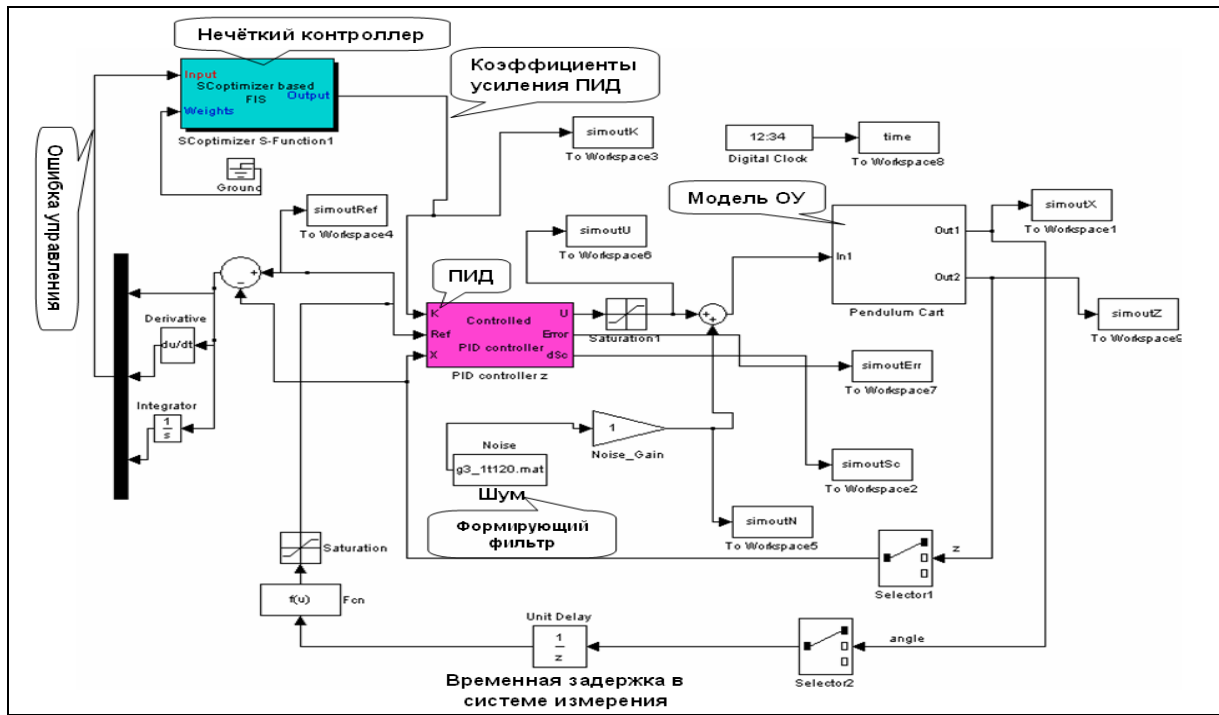 Нечёткий контроллер
Input
SCoptimizer based
FIS
Output
Weights
SCoptimizer S-Function1
Коэффициенты
усиления ПИД
Ground
Ошибка управления
simoutRef
To Workspace4
simoutK
To Workspace3
12:34
Digital Clock
time
To Workspace8
Модель ОУ
simoutU
To Workspace6
In1
Out1
Out2
Pendulum Cart
simoutX
To Workspace1
simoutZ
To Workspace9
ПИД
K
Ref
X
Controlled
PID controller
U
Error
dSc
PID controller z
Saturation1
+
-
+
+
Derivative
du/dt
Integrator
1
s
simoutErr
To Workspace7
1
Noise_Gain
Noise
g3_1t120.mat
Шум
Формирующий
фильтр
simoutSc
To Workspace2
simoutN
To Workspace5
Saturation
f(u)
Fcn
z
Selector1
Unit Delay
1
z
angle
Selector2
Временная задержка в
системе измерения